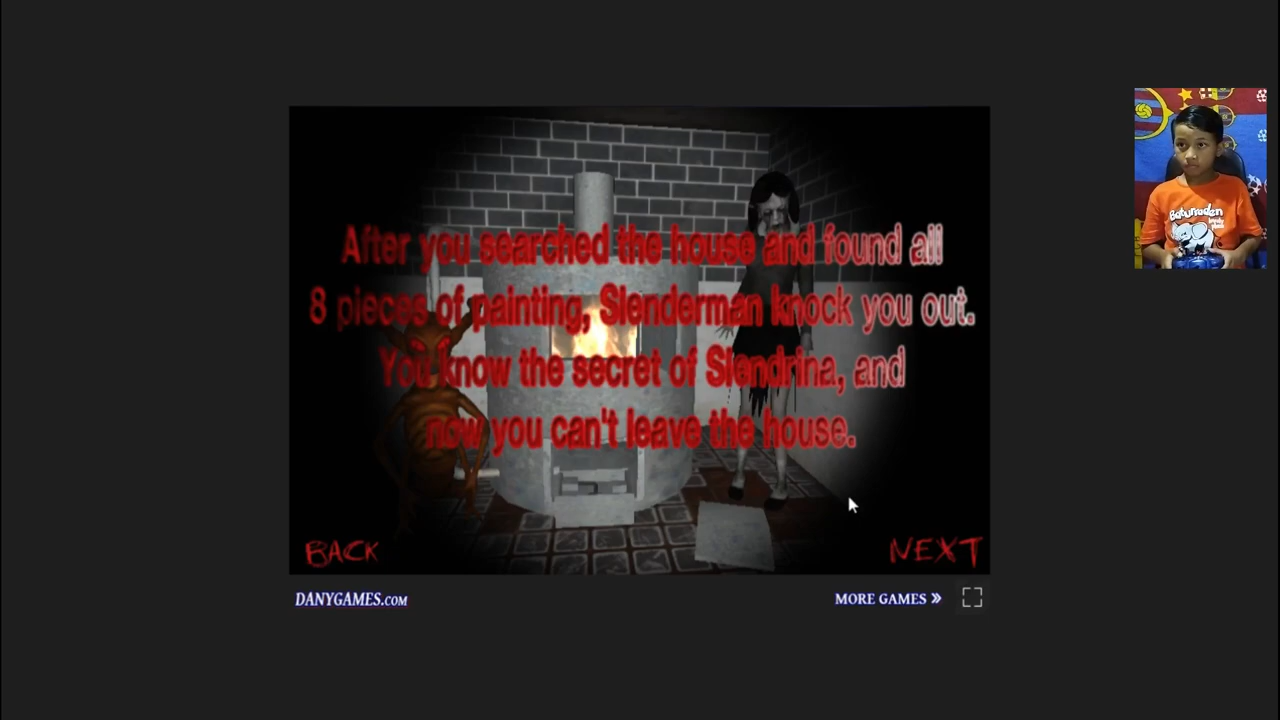 After you searched the house and found all
8 pieces of painting, Slenderman knock you out.
You know the secret of Slendrina, and
now you can't leave the house.
BACK
NEXT
DANYGAMES.COM
MORE GAMES »
Baturraden